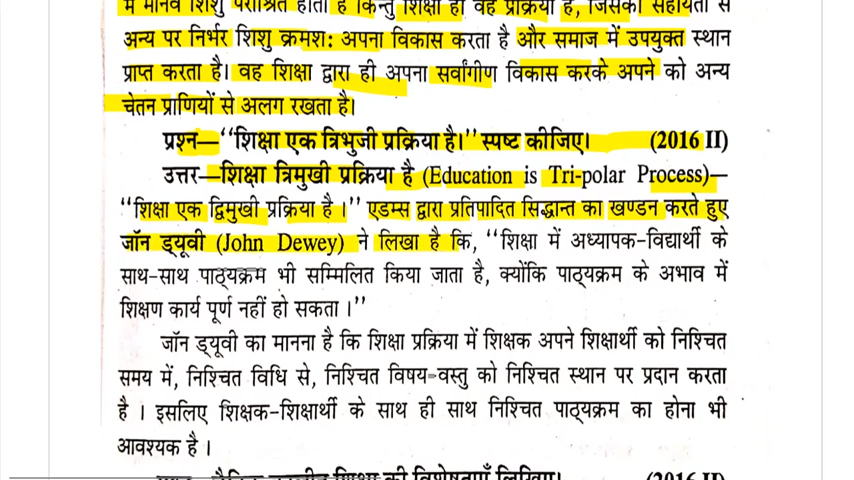 में मानव शिशु पराश्रित होता है किन्तु शिक्षा ही वह प्रक्रिया है, जिसकी सहायता से
अन्य पर निर्भर शिशु क्रमश: अपना विकास करता है और समाज में उपयुक्त स्थान
प्राप्त करता है। वह शिक्षा द्वारा ही अपना सर्वांगीण विकास करके अपने को अन्य
चेतन प्राणियों से अलग रखता है।
प्रश्न—“शिक्षा एक त्रिभुजी प्रक्रिया है।” स्पष्ट कीजिए। (2016 II)
उत्तर—शिक्षा त्रिमुखी प्रक्रिया है (Education is Tri-polar Process)—
“शिक्षा एक द्विमुखी प्रक्रिया है ।” एडम्स द्वारा प्रतिपादित सिद्धान्त का खण्डन करते हुए
जॉन ड्यूवी (John Dewey) ने लिखा है कि, “शिक्षा में अध्यापक-विद्यार्थी के
साथ-साथ पाठ्यक्रम भी सम्मिलित किया जाता है, क्योंकि पाठ्यक्रम के अभाव में
शिक्षण कार्य पूर्ण नहीं हो सकता ।”
जॉन ड्यूवी का मानना है कि शिक्षा प्रक्रिया में शिक्षक अपने शिक्षार्थी को निश्चित
समय में, निश्चित विधि से, निश्चित विषय-वस्तु को निश्चित स्थान पर प्रदान करता
है । इसलिए शिक्षक-शिक्षार्थी के साथ ही साथ निश्चित पाठ्यक्रम का होना भी
आवश्यक है ।
शिक्षा की विशेषताएँ लिखिए। (2016 II)